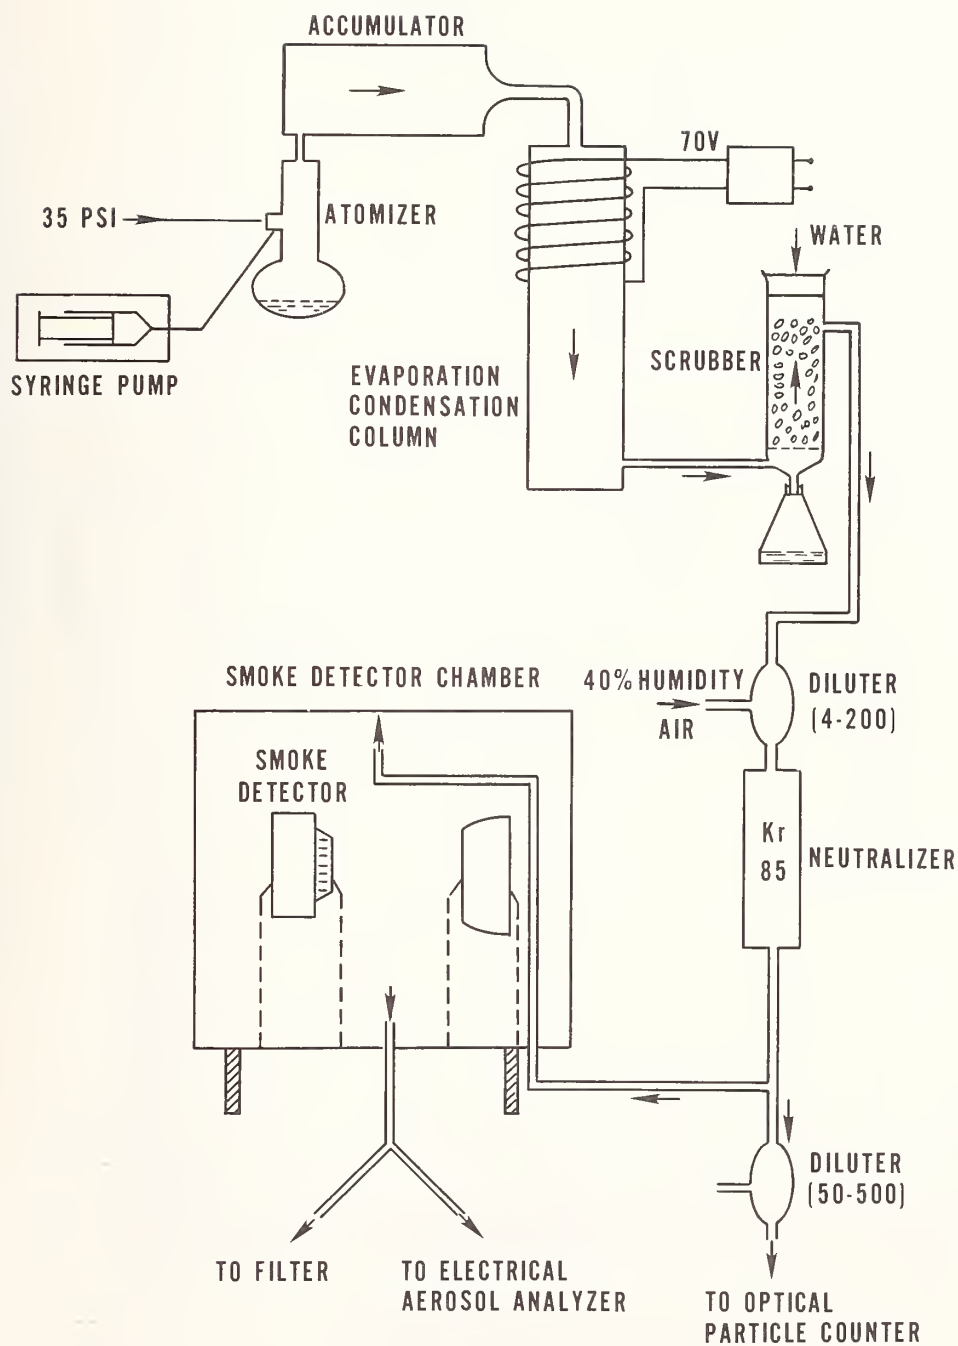 ACCUMULATOR
70V
35 PSI
ATOMIZER
WATER
SYRINGE PUMP
EVAPORATION
CONDENSATION
COLUMN
SCRUBBER
SMOKE DETECTOR CHAMBER
40% HUMIDITY
AIR
DILUTER
(4-200)
SMOKE
DETECTOR
Kr
85
NEUTRALIZER
DILUTER
(50-500)
TO FILTER
TO ELECTRICAL
AEROSOL ANALYZER
TO OPTICAL
PARTICLE COUNTER